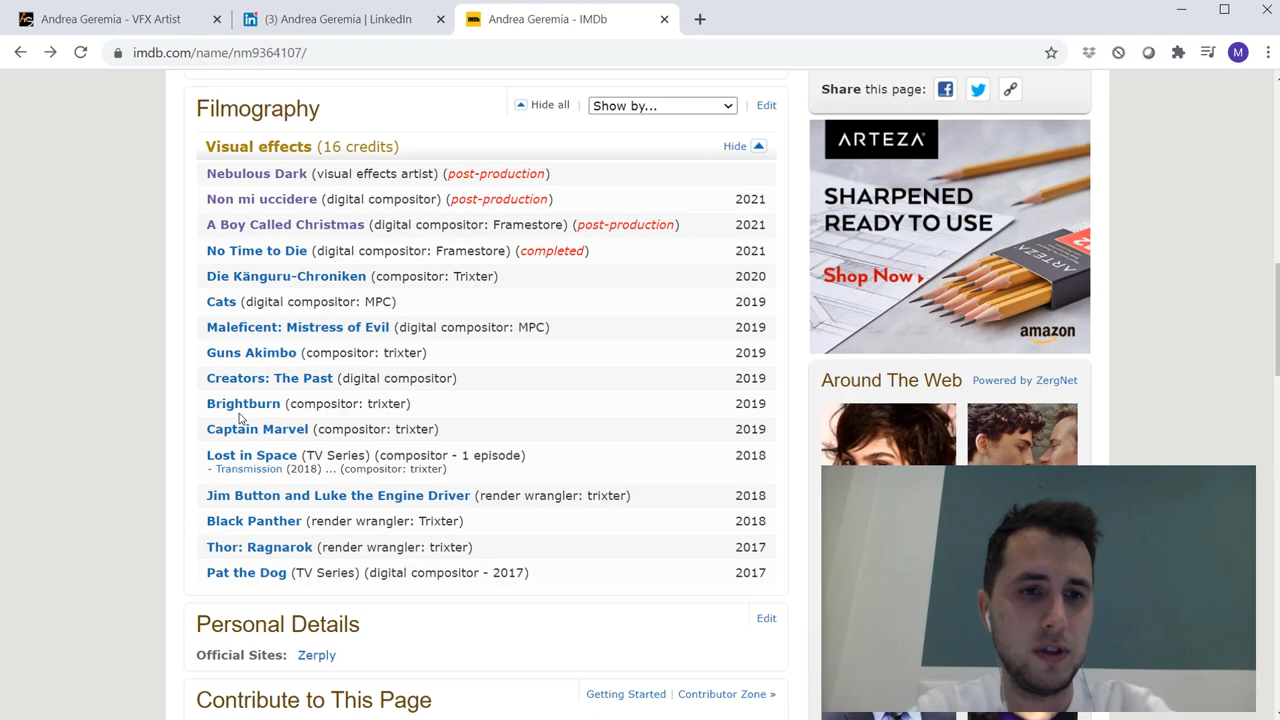 Andrea Geremia - VFX Artist
(3) Andrea Geremia | LinkedIn
IMDb
Andrea Geremia - IMDb
imdb.com/name/nm9364107/
M
Filmography
Hide all
Show by...
Edit
Visual effects (16 credits)
Hide
Nebulous Dark (visual effects artist) (post-production)
Non mi uccidere (digital compositor) (post-production) 2021
A Boy Called Christmas (digital compositor: Framestore) (post-production) 2021
No Time to Die (digital compositor: Framestore) (completed) 2021
Die Känguru-Chroniken (compositor: Trixter) 2020
Cats (digital compositor: MPC) 2019
Maleficent: Mistress of Evil (digital compositor: MPC) 2019
Guns Akimbo (compositor: trixter) 2019
Creators: The Past (digital compositor) 2019
Brightburn (compositor: trixter) 2019
Captain Marvel (compositor: trixter) 2019
Lost in Space (TV Series) (compositor - 1 episode) 2018
- Transmission (2018) ... (compositor: trixter)
Jim Button and Luke the Engine Driver (render wrangler: trixter) 2018
Black Panther (render wrangler: Trixter) 2018
Thor: Ragnarok (render wrangler: trixter) 2017
Pat the Dog (TV Series) (digital compositor - 2017) 2017
Personal Details
Edit
Official Sites: Zerply
Contribute to This Page
Getting Started | Contributor Zone »
Share this page:
ARTEZA
SHARPENED
READY TO USE
Shop Now
amazon
Around The Web
Powered by ZergNet